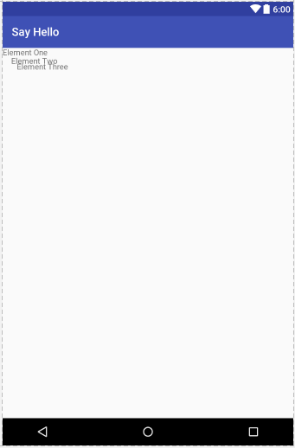 6:00
Say Hello
Element One
Element Two
Element Three